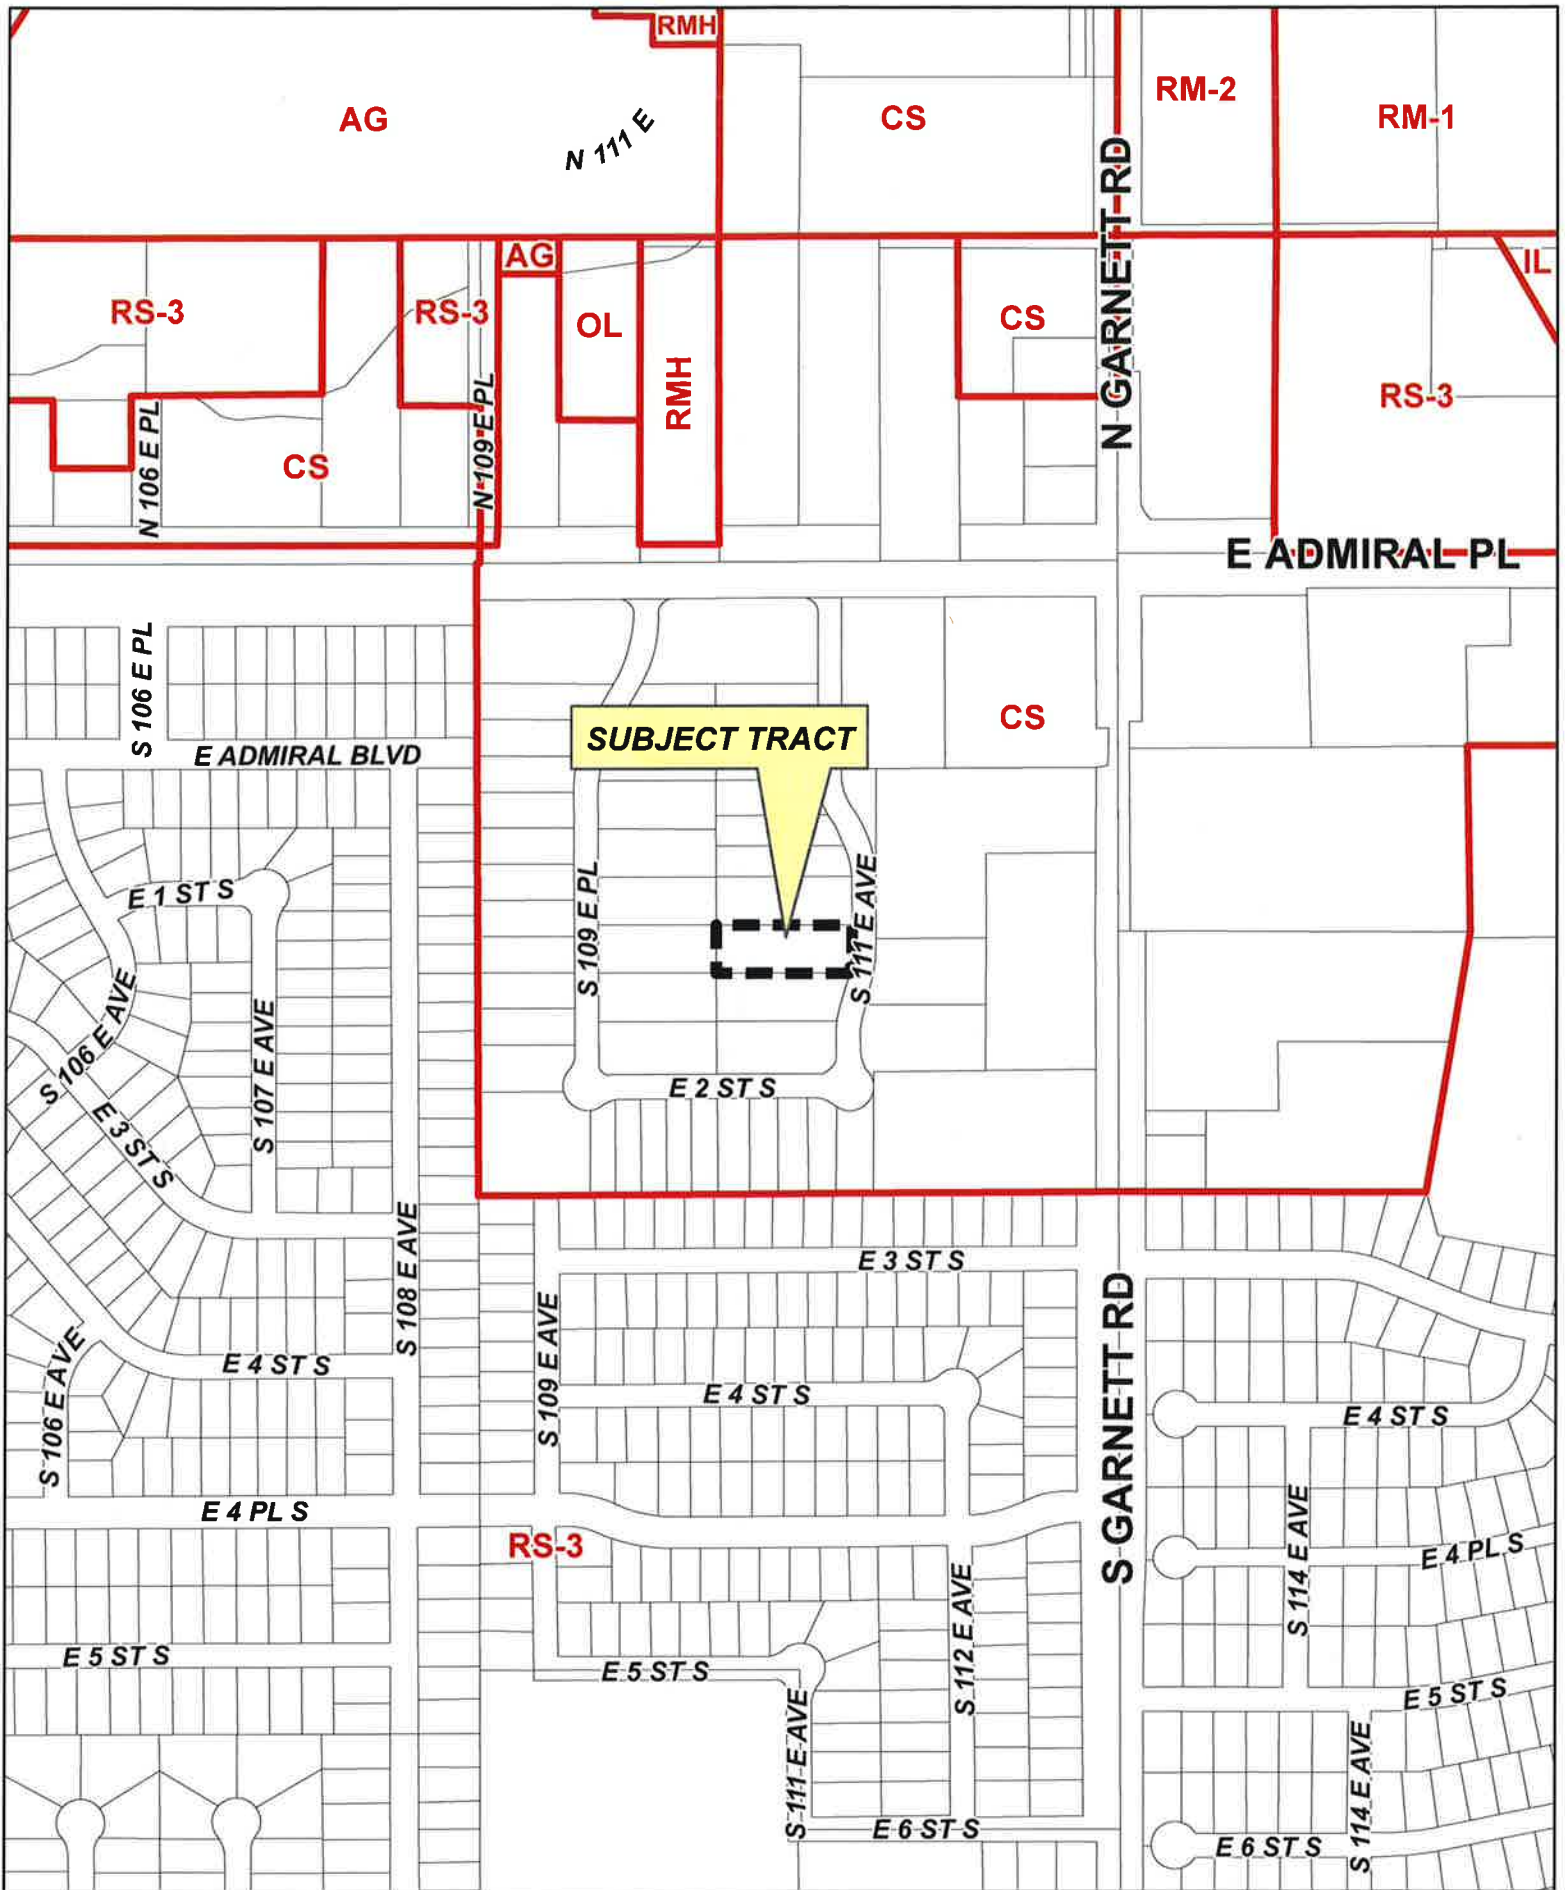 RMH
RM-2
AG
CS
RM-1
N 111 E
N GARNETT RD
AG
IL
RS-3
RS-3
OL
CS
RMH
RS-3
N 106 E PL
CS
N 109 E PL
E ADMIRAL PL
S 106 E PL
CS
SUBJECT TRACT
E ADMIRAL BLVD
E 1 ST S
S 109 E PL
S 111 E AVE
S 106 E AVE
S 107 E AVE
E 2 ST S
E 3 ST S
S 108 E AVE
E 3 ST S
S 109 E AVE
S GARNETT RD
S 106 E AVE
E 4 ST S
E 4 ST S
E 4 ST S
E 4 PL S
RS-3
S 114 E AVE
E 4 PL S
S 112 E AVE
E 5 ST S
E 5 ST S
E 5 ST S
S 111 E AVE
S 114 E AVE
E 6 ST S
E 6 ST S